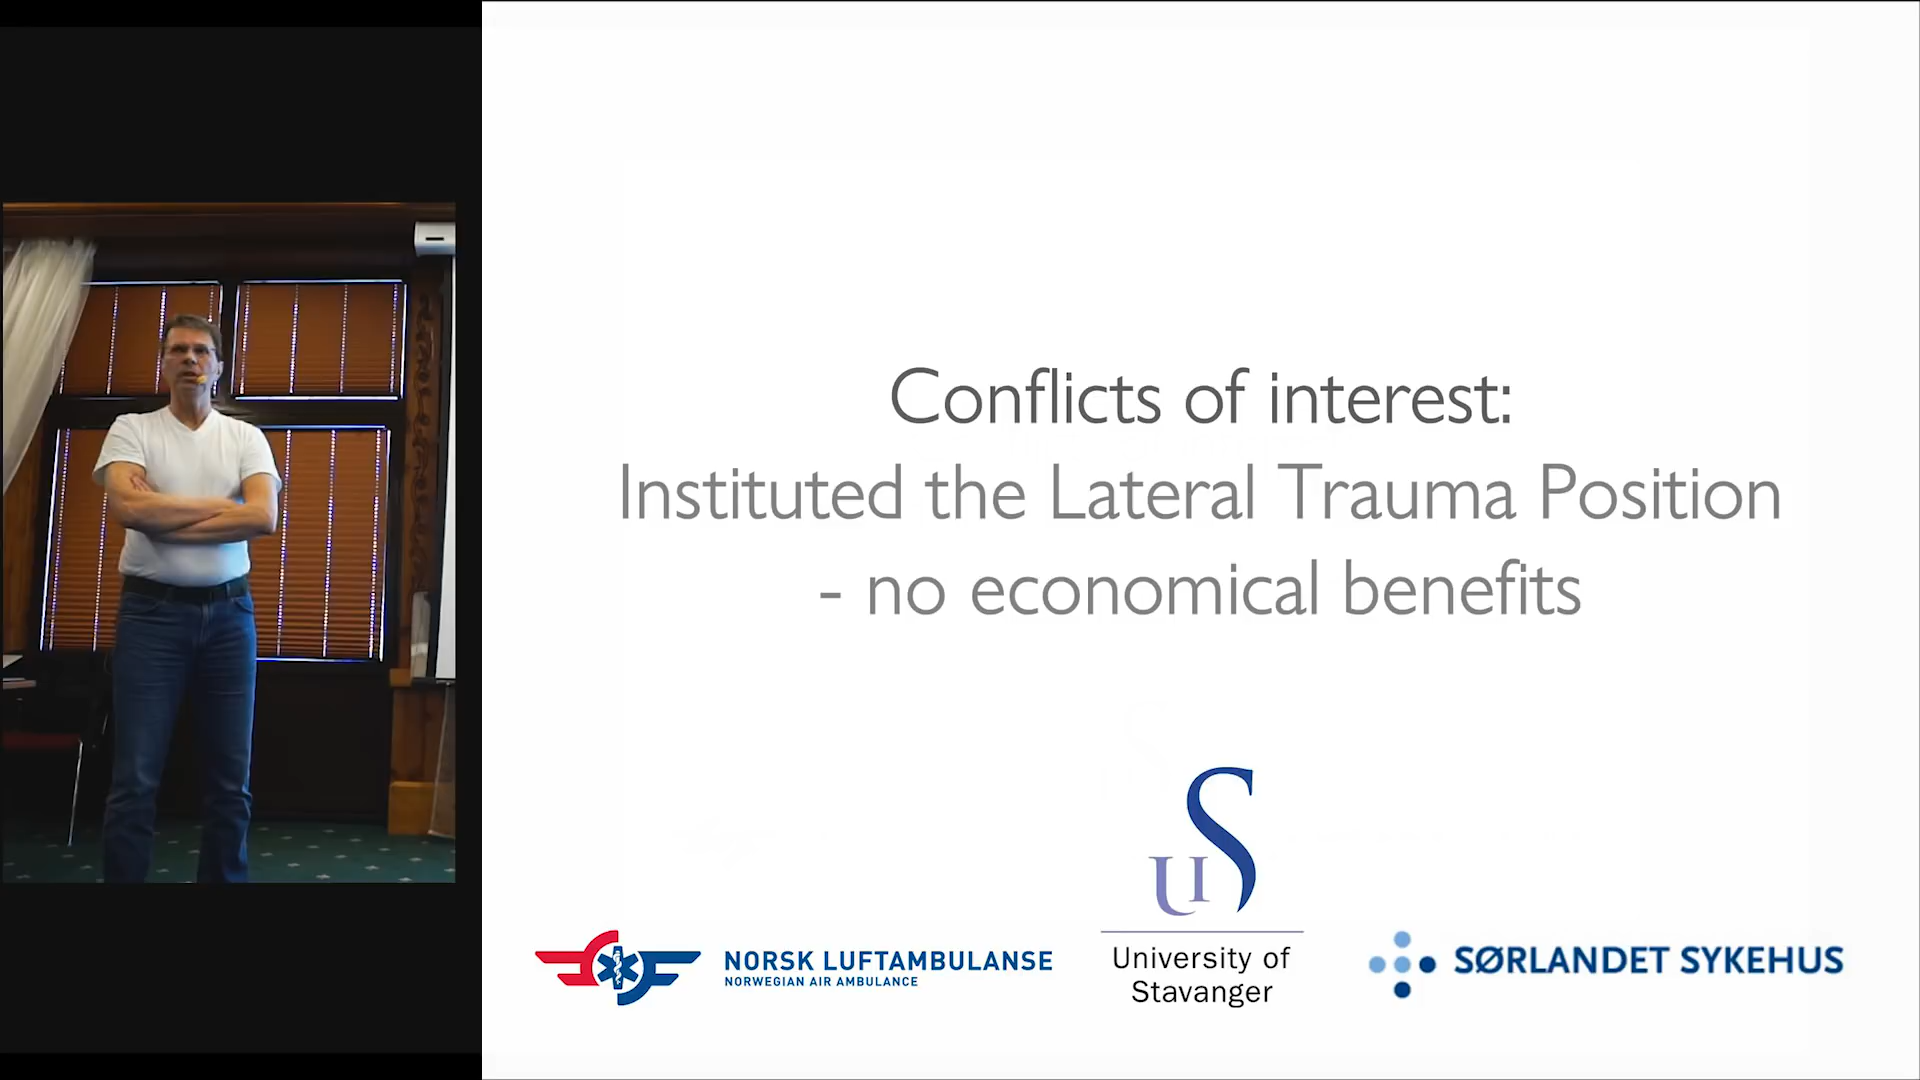 Conflicts of interest:
Instituted the Lateral Trauma Position
- no economical benefits
uS
NORSK LUFTAMBULANSE
NORWEGIAN AIR AMBULANCE
University of
Stavanger
SØRLANDET SYKEHUS